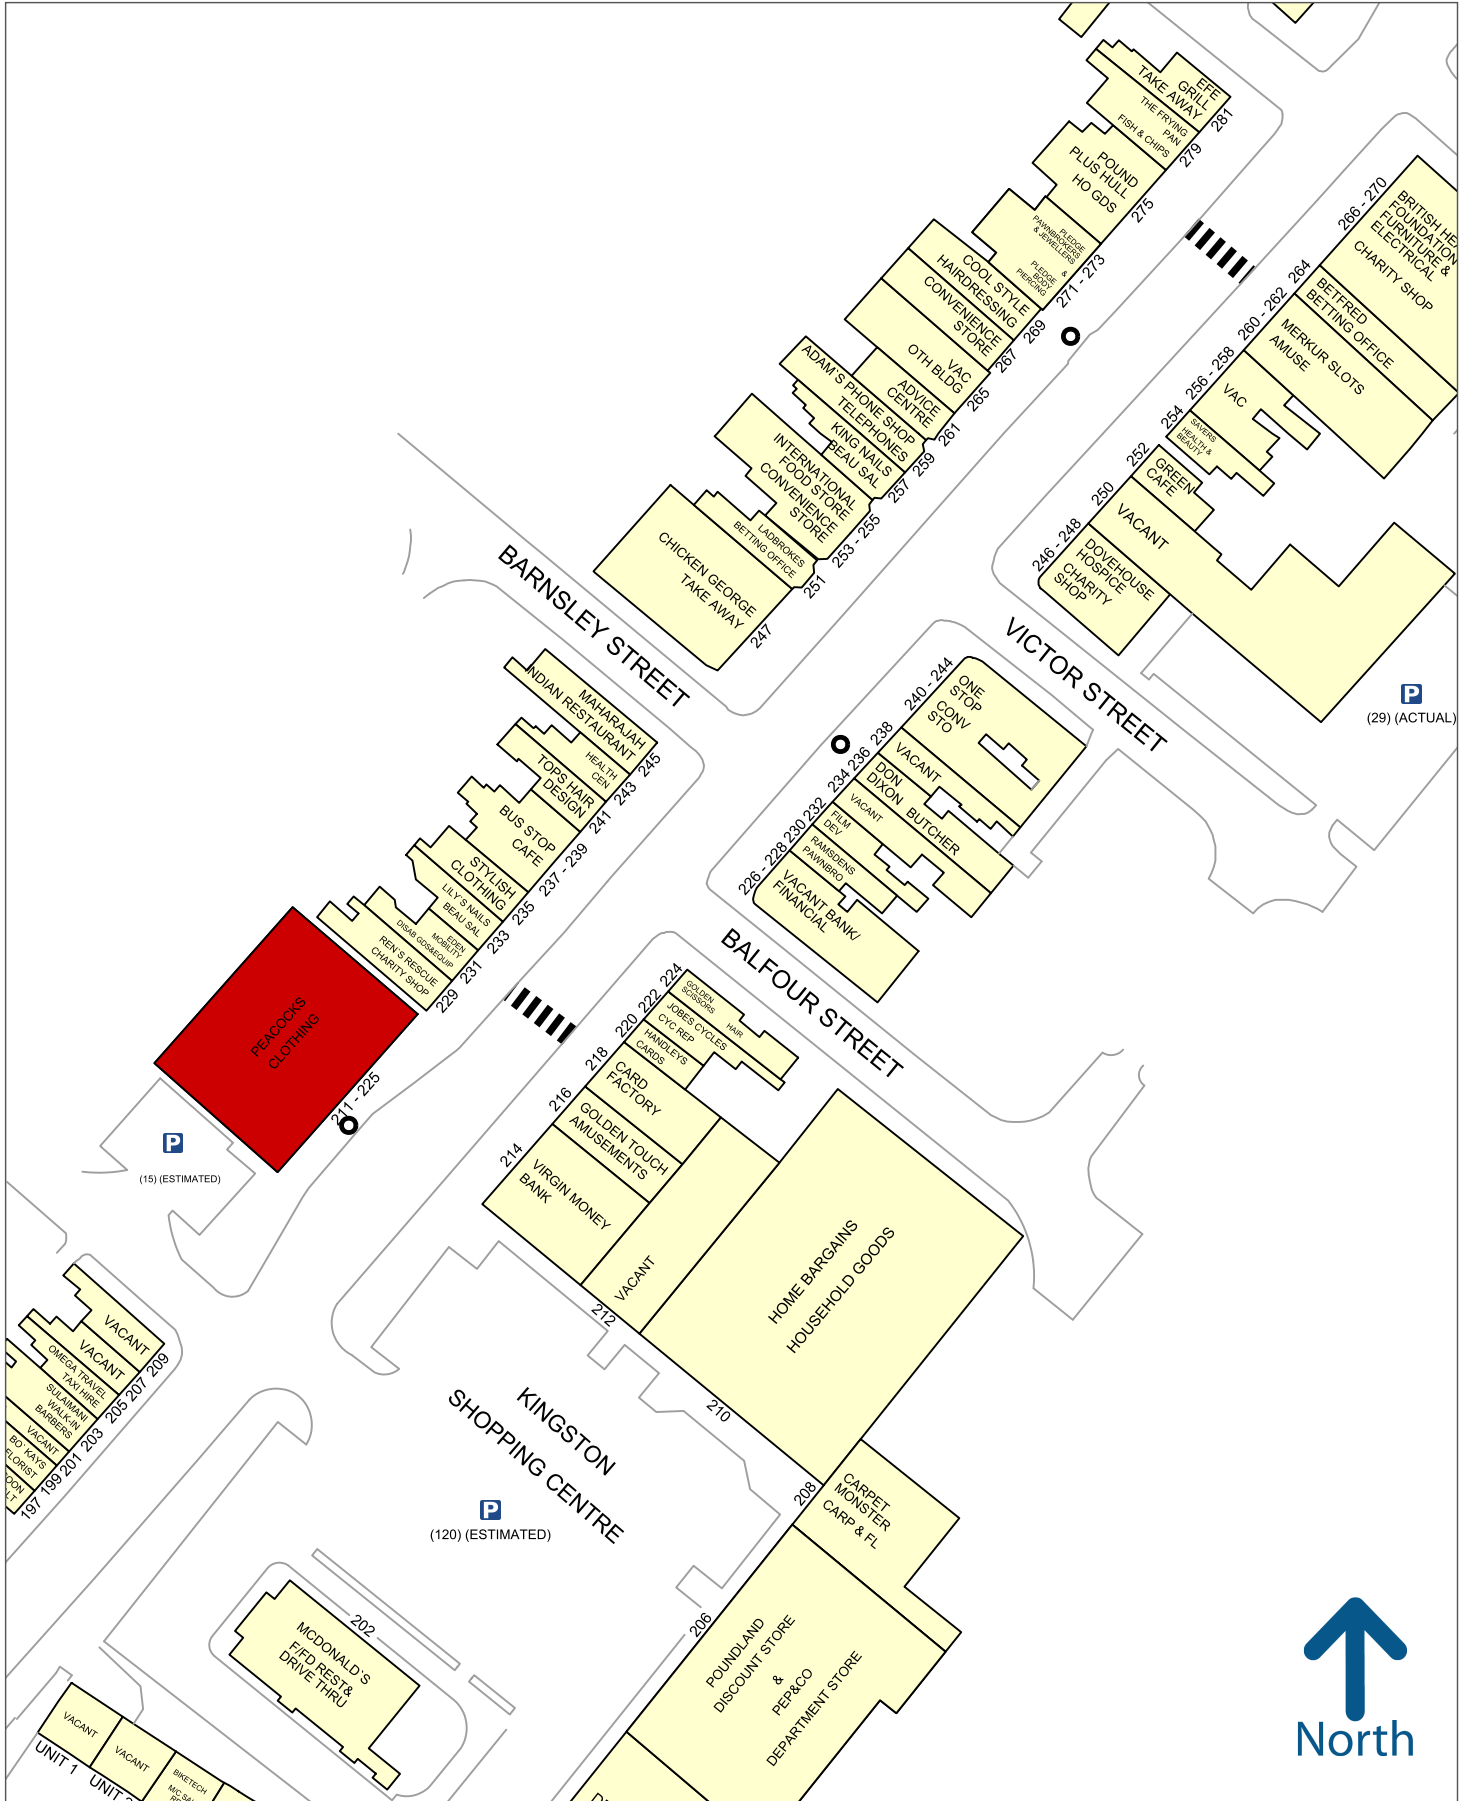 EFE
GRILL
TAKE AWAY
281
THE FRYING
PAN
FISH & CHIPS
279
POUND
PLUS HULL
HO GDS
275
PLEDGE
PAWNBROKERS
& JEWELLERS
&
PLEDGE
BODY
PIERCING
271 - 273
COOL STYLE
HAIRDRESSING
269
CONVENIENCE
STORE
267
VAC
OTH BLDG
265
ADVICE
CENTRE
261
ADAM'S PHONE SHOP
TELEPHONES
259
KING NAILS
BEAU SAL
257
INTERNATIONAL
FOOD STORE
CONVENIENCE
STORE
253 - 255
LADBROKES
BETTING OFFICE
251
CHICKEN GEORGE
TAKE AWAY
247
BARNSLEY STREET
266 - 270
BRITISH HE
FOUNDATION
FURNITURE &
ELECTRICAL
CHARITY SHOP
264
BETFRED
BETTING OFFICE
260 - 262
MERKUR SLOTS
AMUSE
256 - 258
VAC
254
SAVERS
HEALTH &
BEAUTY
252
GREEN
CAFE
250
VACANT
246 - 248
DOVEHOUSE
HOSPICE
CHARITY
SHOP
VICTOR STREET
P
(29) (ACTUAL)
MAHARAJAH
INDIAN RESTAURANT
245
HEALTH
CEN
243
TOPS HAIR
DESIGN
241
BUS STOP
CAFE
237 - 239
STYLISH
CLOTHING
235
LILY'S NAILS
BEAU SAL
233
EDEN
MOBILITY
DISAB GDS&EQUIP
231
REN'S RESCUE
CHARITY SHOP
229
PEACOCKS
CLOTHING
211 - 225
P
(15) (ESTIMATED)
240 - 244
ONE
STOP
CONV
STO
238
VACANT
236
DON
DIXON BUTCHER
234
VACANT
232
FILM
DEV
230
RAMSDENS
PAWNBRO
226 - 228
VACANT BANK/
FINANCIAL
BALFOUR STREET
224
GOLDEN
SCISSORS
HAIR
222
JOBES CYCLES
CYC REP
220
HANDLEYS
CARDS
218
CARD
FACTORY
216
GOLDEN TOUCH
AMUSEMENTS
214
VIRGIN MONEY
BANK
VACANT
212
HOME BARGAINS
HOUSEHOLD GOODS
210
VACANT
209
VACANT
207
OMEGA TRAVEL
TAXI HIRE
205
SULAIMANI
WALK-IN
BARBERS
203
VACANT
201
BO' KAYS
FLORIST
199
OON
LT
197
KINGSTON
SHOPPING CENTRE
P
(120) (ESTIMATED)
208
CARPET
MONSTER
CARP & FL
206
POUNDLAND
DISCOUNT STORE
&
PEP&CO
DEPARTMENT STORE
202
MCDONALD'S
F/FD REST&
DRIVE THRU
VACANT
UNIT 1
VACANT
UNIT
BIKETECH
North